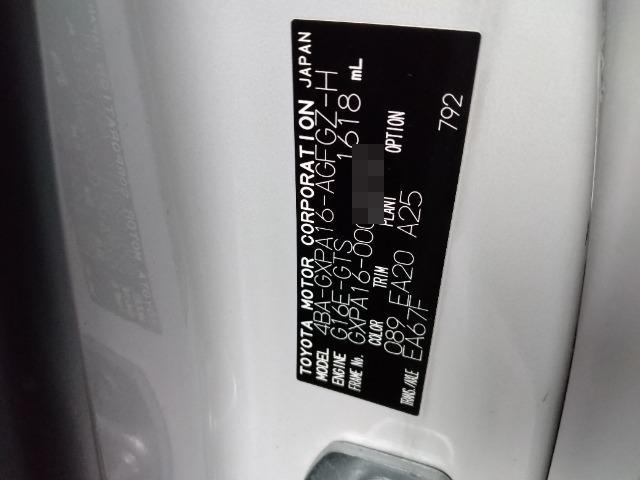 TOYOTA MOTOR CORPORATION JAPAN
MODEL 4BA-GXPA16-AGFGZ-H
ENGINE G16E-GTS 1618 mL
FRAME No. GXPA16-000
COLOR TRIM PLANT OPTION
089 EA20 A25 792
TRANS./AXLE EA67F